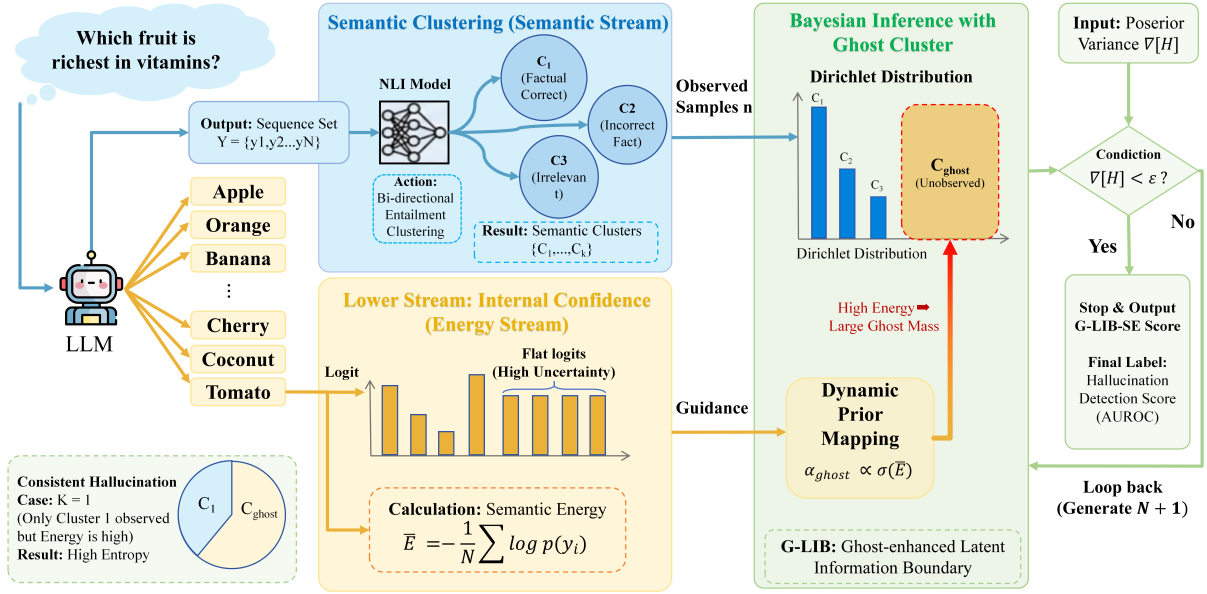 Which fruit is
richest in vitamins?
Output: Sequence Set
Y = {y1,y2...yN}
LLM
Apple
Orange
Banana
⋮
Cherry
Coconut
Tomato
Semantic Clustering (Semantic Stream)
NLI Model
C₁
(Factual
Correct)
C2
(Incorrect
Fact)
C3
(Irrelevan
t)
Action:
Bi-directional
Entailment
Clustering
Result: Semantic Clusters
{C₁,...,Cₖ}
Observed
Samples n
Lower Stream: Internal Confidence
(Energy Stream)
Logit
Flat logits
(High Uncertainty)
Calculation: Semantic Energy
E̅ =− 1/N ∑ log p(yᵢ)
Guidance
Consistent Hallucination
Case: K = 1
(Only Cluster 1 observed
but Energy is high)
Result: High Entropy
C₁
C_ghost
Bayesian Inference with
Ghost Cluster
Dirichlet Distribution
C₁
C₂
C₃
C_ghost
(Unobserved)
Dirichlet Distribution
High Energy ➡
Large Ghost Mass
Dynamic
Prior
Mapping
α_ghost ∝ σ(E̅)
G-LIB: Ghost-enhanced Latent
Information Boundary
Input: Poserior
Variance ∇[H]
Condiction
∇[H] < ε ?
Yes
No
Stop & Output
G-LIB-SE Score
Final Label:
Hallucination
Detection Score
(AUROC)
Loop back
(Generate N + 1)